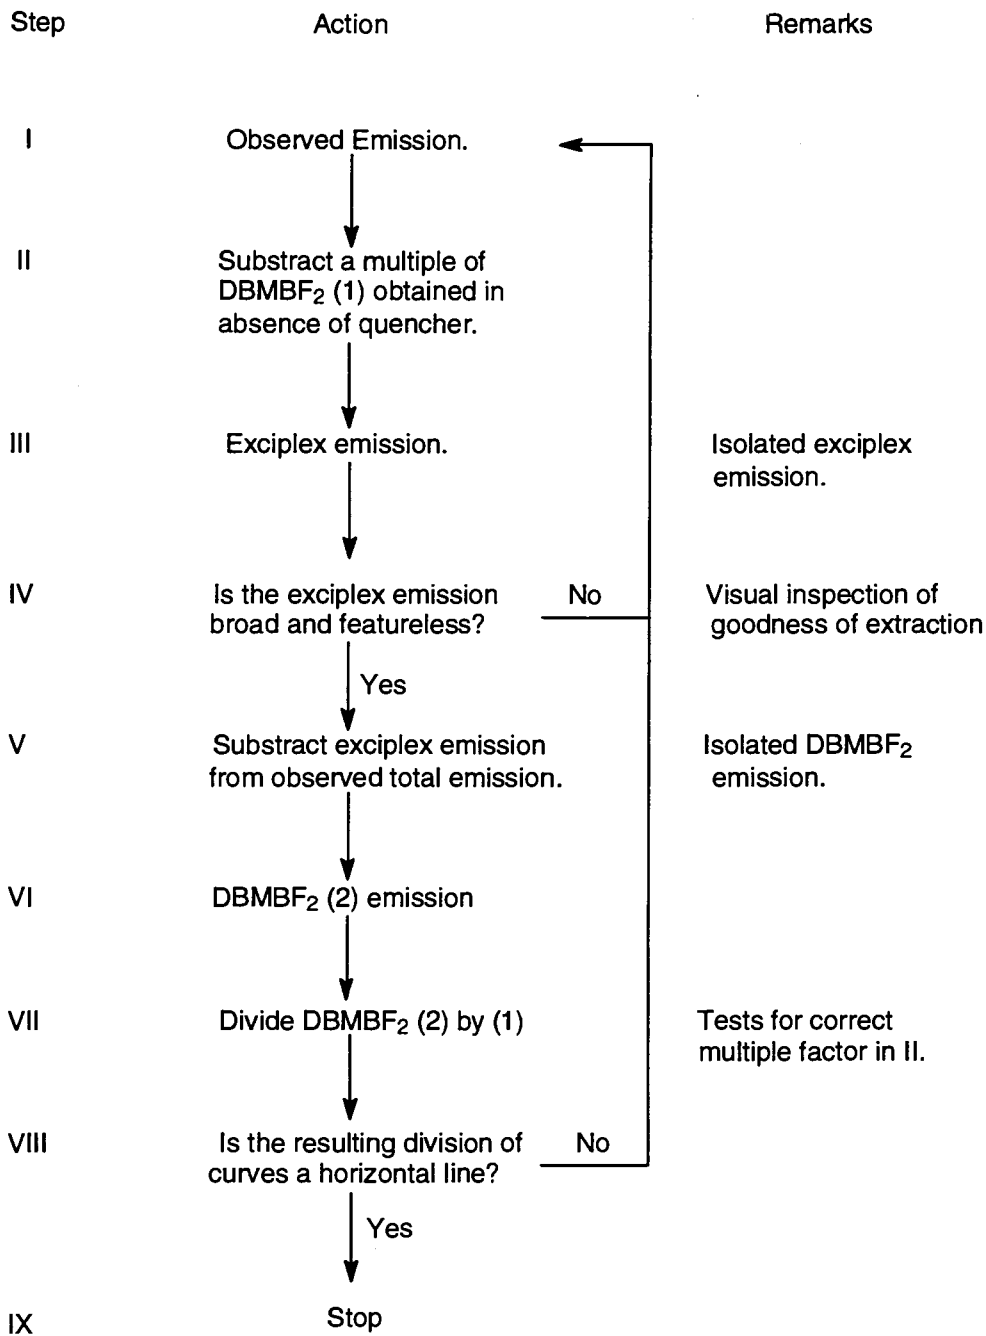 Step Action Remarks
I Observed Emission.
II Substract a multiple of
DBMBF₂ (1) obtained in
absence of quencher.
III Exciplex emission. Isolated exciplex
emission.
IV Is the exciplex emission No Visual inspection of
broad and featureless? goodness of extraction
Yes
V Substract exciplex emission Isolated DBMBF₂
from observed total emission. emission.
VI DBMBF₂ (2) emission
VII Divide DBMBF₂ (2) by (1) Tests for correct
multiple factor in II.
VIII Is the resulting division of No
curves a horizontal line?
Yes
IX Stop